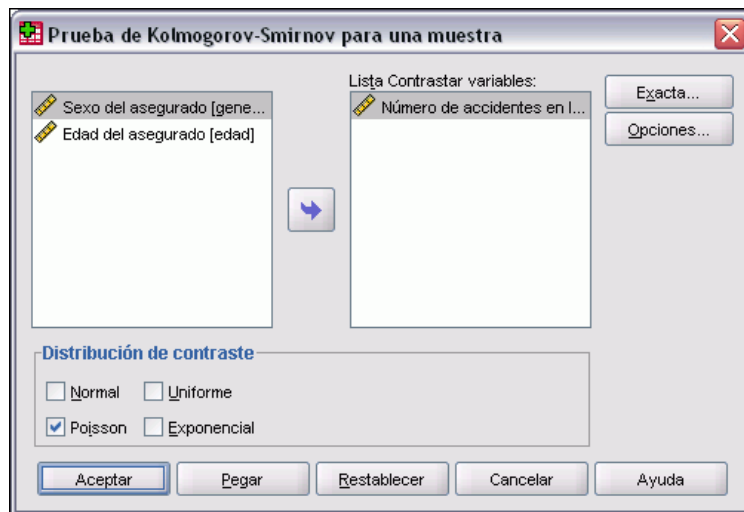 Prueba de Kolmogorov-Smirnov para una muestra
Lista Contrastar variables:
Sexo del asegurado [gene...
Edad del asegurado [edad]
Número de accidentes en l...
Exacta...
Opciones...
Distribución de contraste
Normal
Uniforme
Poisson
Exponencial
Aceptar
Pegar
Restablecer
Cancelar
Ayuda